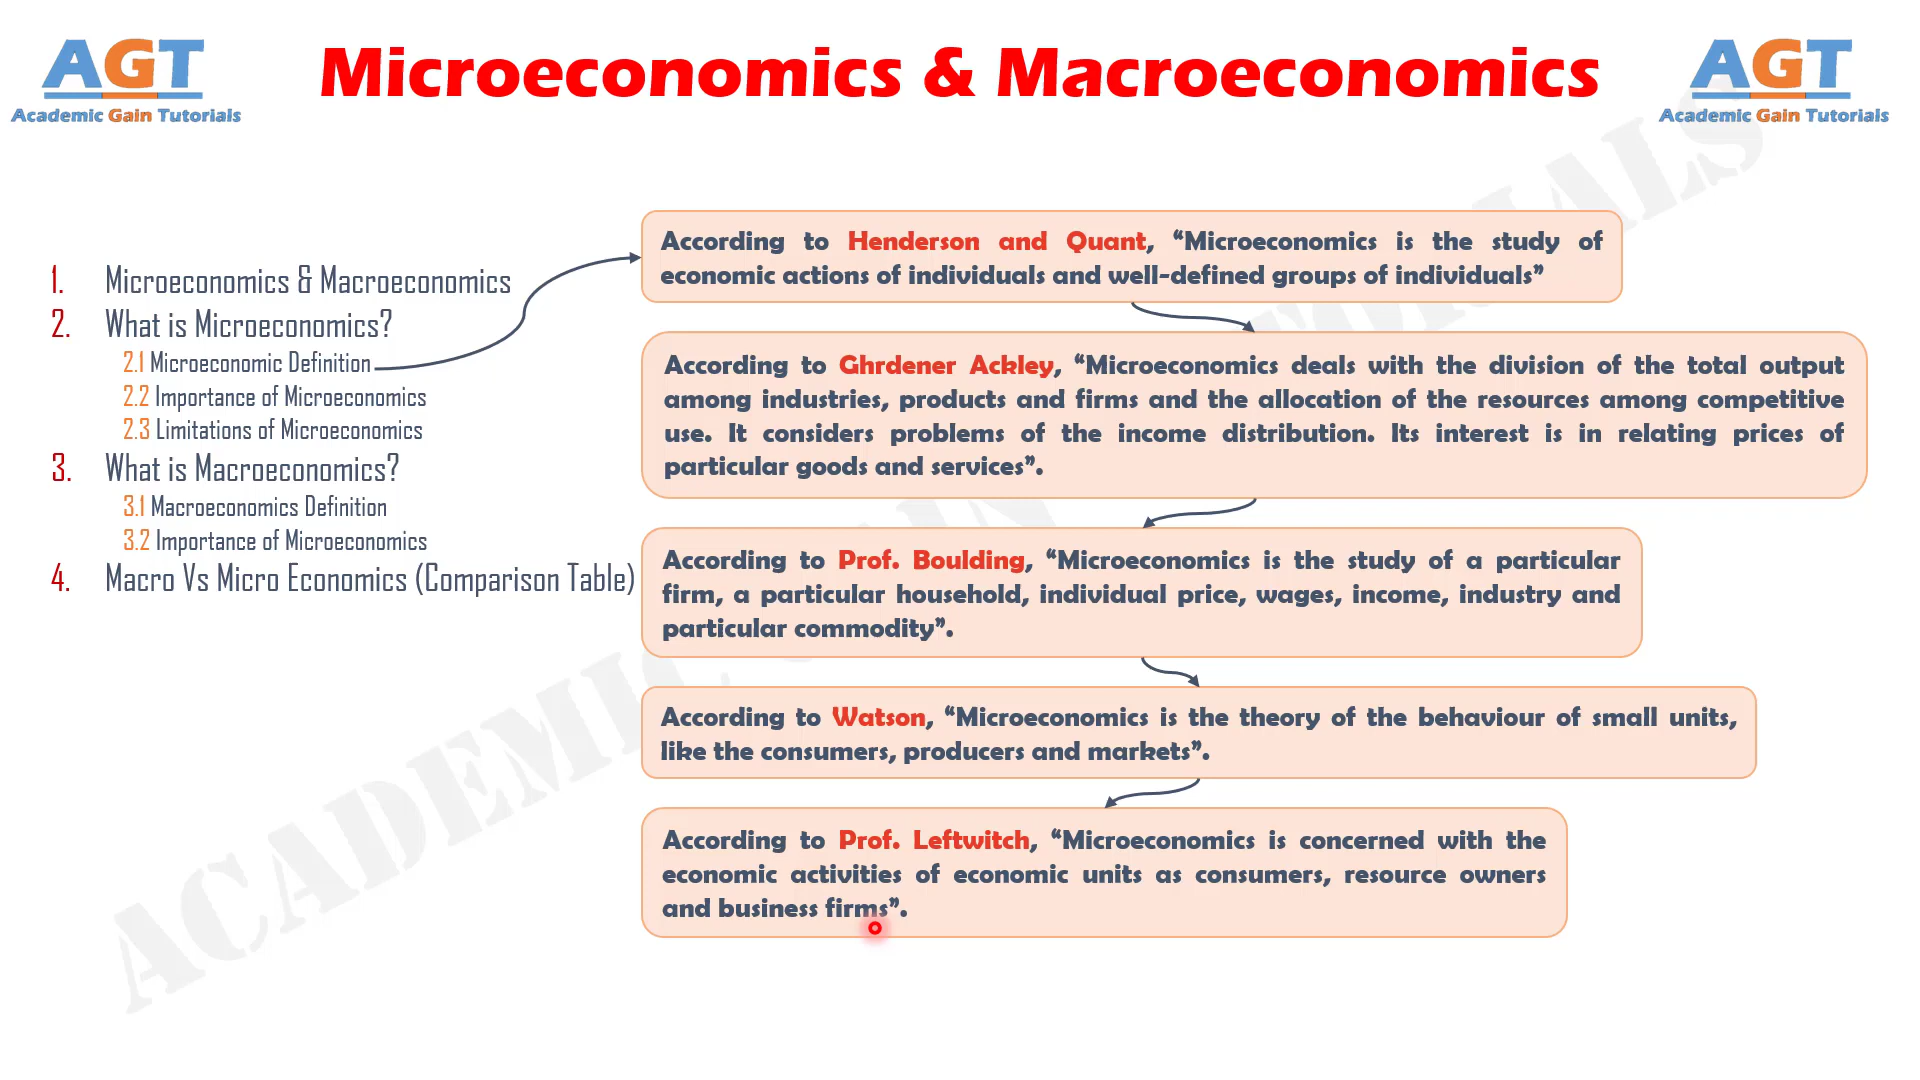 AGT
Academic Gain Tutorials
Microeconomics & Macroeconomics
AGT
Academic Gain Tutorials
1. Microeconomics & Macroeconomics
2. What is Microeconomics?
2.1 Microeconomic Definition
2.2 Importance of Microeconomics
2.3 Limitations of Microeconomics
3. What is Macroeconomics?
3.1 Macroeconomics Definition
3.2 Importance of Microeconomics
4. Macro Vs Micro Economics (Comparison Table)
According to Henderson and Quant, “Microeconomics is the study of
economic actions of individuals and well-defined groups of individuals”
According to Ghrdener Ackley, “Microeconomics deals with the division of the total output
among industries, products and firms and the allocation of the resources among competitive
use. It considers problems of the income distribution. Its interest is in relating prices of
particular goods and services”.
According to Prof. Boulding, “Microeconomics is the study of a particular
firm, a particular household, individual price, wages, income, industry and
particular commodity”.
According to Watson, “Microeconomics is the theory of the behaviour of small units,
like the consumers, producers and markets”.
According to Prof. Leftwitch, “Microeconomics is concerned with the
economic activities of economic units as consumers, resource owners
and business firms”.
ACADEMIC GAIN TUTORIALS